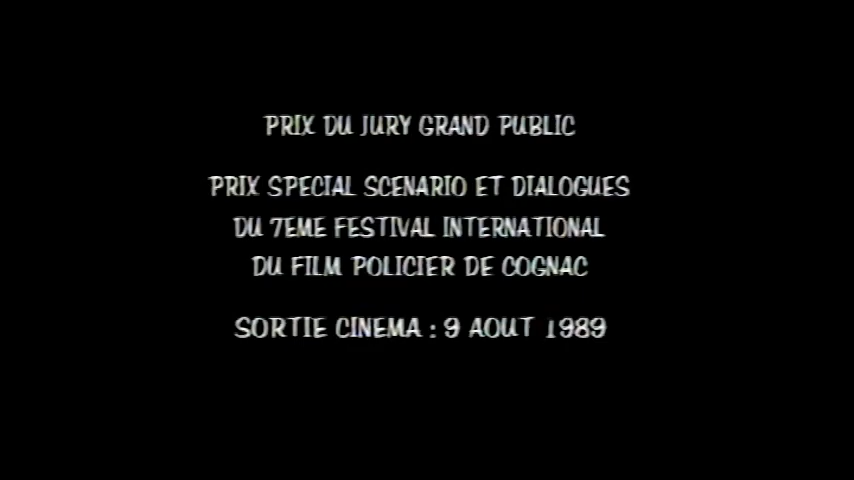 PRIX DU JURY GRAND PUBLIC
PRIX SPECIAL SCENARIO ET DIALOGUES
DU 7EME FESTIVAL INTERNATIONAL
DU FILM POLICIER DE COGNAC
SORTIE CINEMA : 9 AOUT 1989